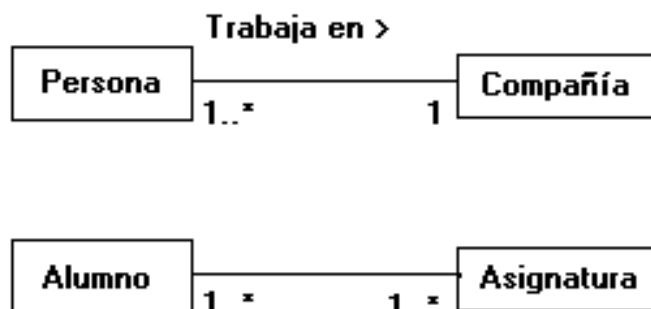 Trabaja en >
Persona
Compañía
1..*
1
Alumno
Asignatura
1..*
1..*